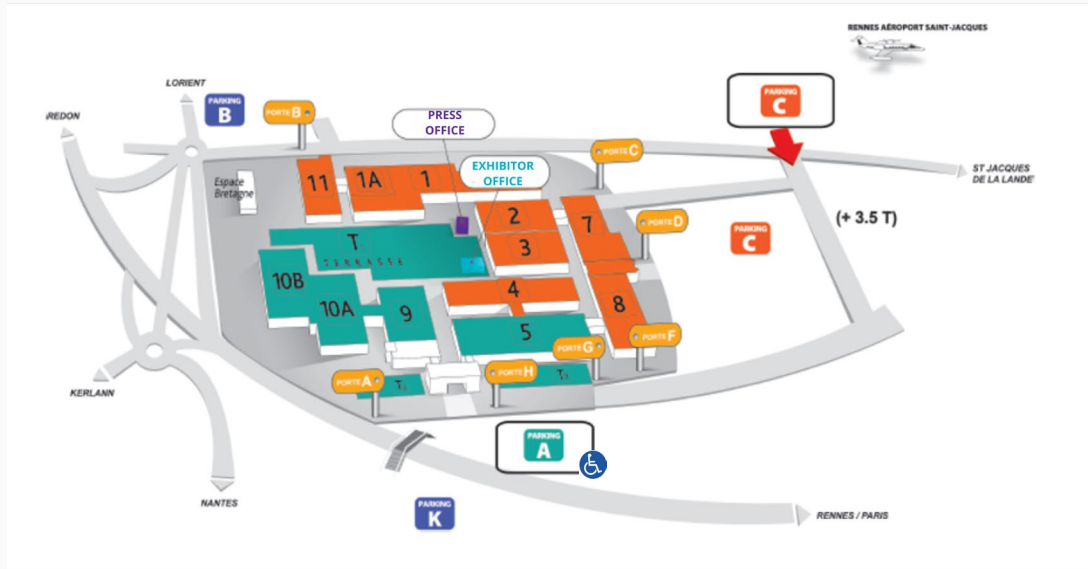 RENNES AÉROPORT SAINT-JACQUES
LORIENT
PARKING
B
PORTE B
REDON
PRESS
OFFICE
PARKING
C
EXHIBITOR
OFFICE
PORTE C
ST JACQUES
DE LA LANDE
Espace
Bretagne
11
1A
1
2
7
PORTE D
(+ 3.5 T)
PARKING
C
T
TERRASSE
3
10B
10A
9
4
8
5
PORTE F
PORTE G
PORTE A
PORTE H
KERLANN
PARKING
A
NANTES
PARKING
K
RENNES / PARIS